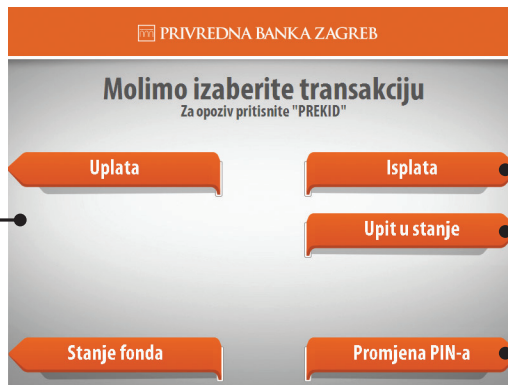 PRIVREDNA BANKA ZAGREB
Molimo izaberite transakciju
Za opoziv pritisnite "PREKID"
Uplata
Isplata
Upit u stanje
Stanje fonda
Promjena PIN-a